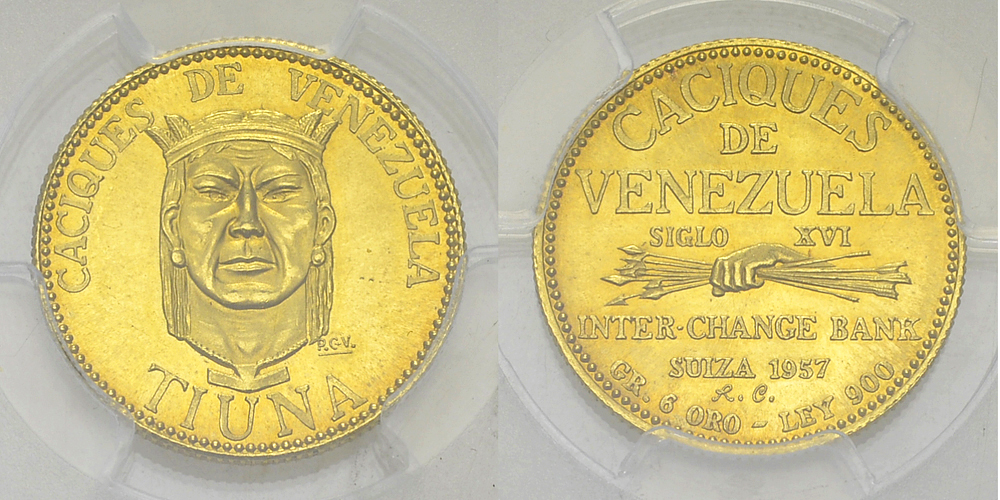 CACIQUES DE VENEZUELA
P.GV.
TIUNA
CACIQUES
DE
VENEZUELA
SIGLO XVI
INTER-CHANGE BANK
SUIZA 1957
A. C.
GR. 6 ORO - LEY 900